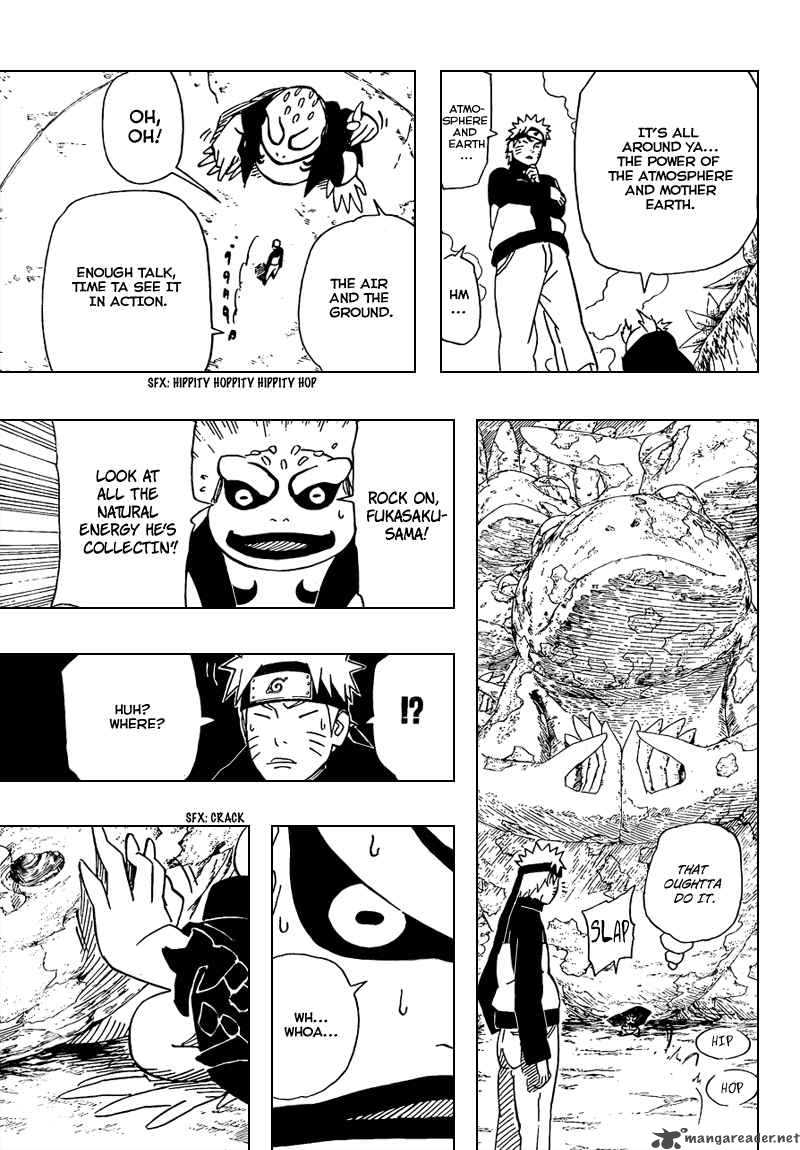 IT'S ALL
AROUND YA...
THE POWER OF
THE ATMOSPHERE
AND MOTHER
EARTH.
ATMO-
SPHERE
AND
EARTH
...
HM
...
OH,
OH!
THE AIR
AND THE
GROUND.
ENOUGH TALK,
TIME TA SEE IT
IN ACTION.
SFX: HIPPITY HOPPITY HIPPITY HOP
THAT
OUGHTTA
DO IT.
SLAP
HIP
HOP
ROCK ON,
FUKASAKU-
SAMA!
LOOK AT
ALL THE
NATURAL
ENERGY HE'S
COLLECTIN'!
!?
HUH?
WHERE?
WH...
WHOA...
SFX: CRACK
mangareader.net